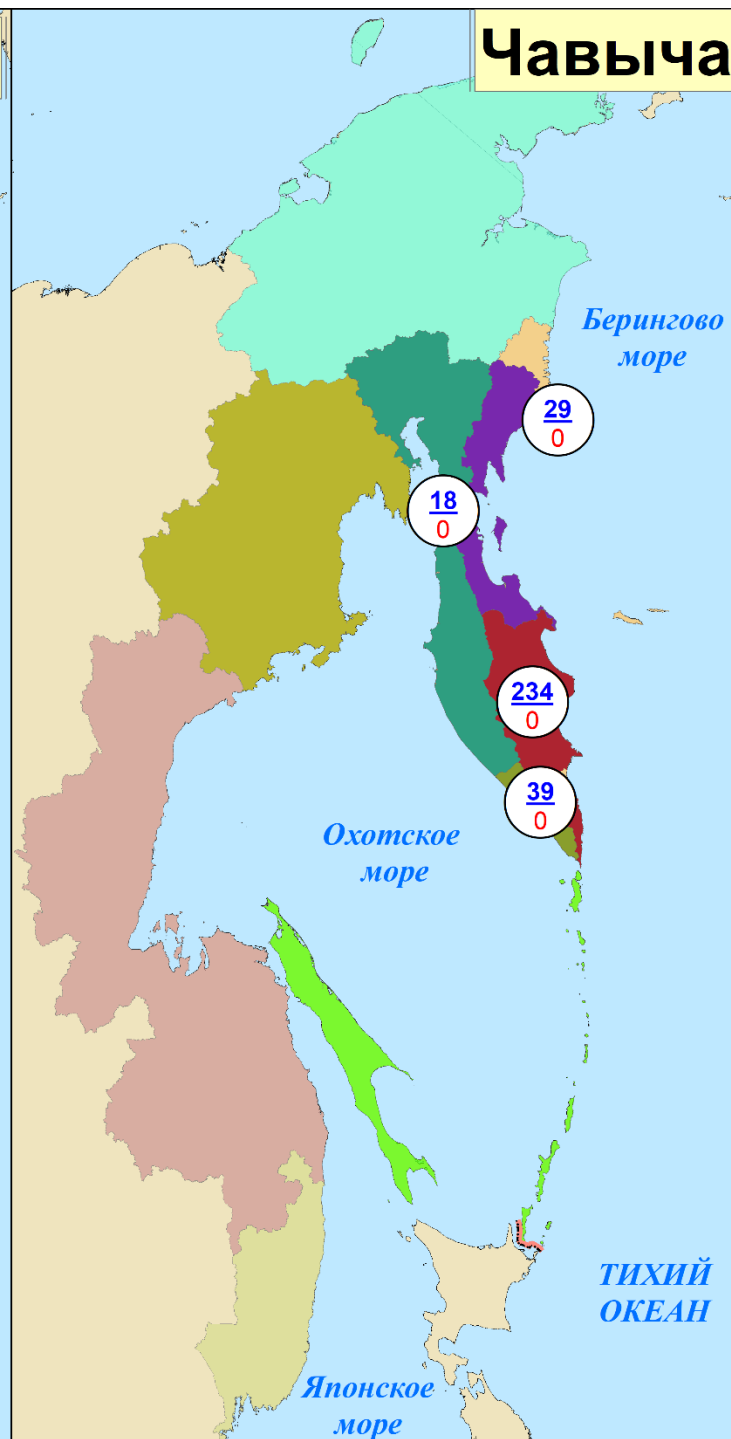 Чавыча
Берингово
море
29
0
18
0
234
0
39
0
Охотское
море
ТИХИЙ
ОКЕАН
Японское
море